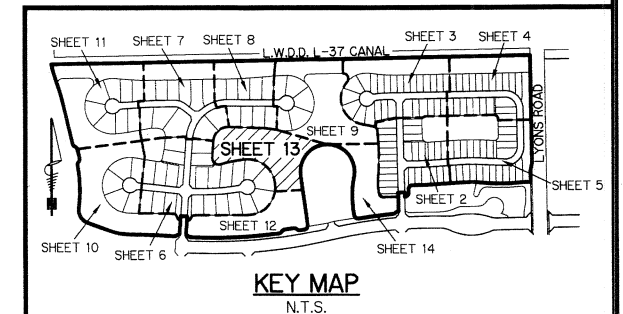 SHEET 11
SHEET 7
SHEET 8
L.W.D.D. L-37 CANAL
SHEET 3
SHEET 4
LYONS ROAD
SHEET 9
SHEET 13
SHEET 5
SHEET 2
SHEET 10
SHEET 6
SHEET 12
SHEET 14
KEY MAP
N.T.S.